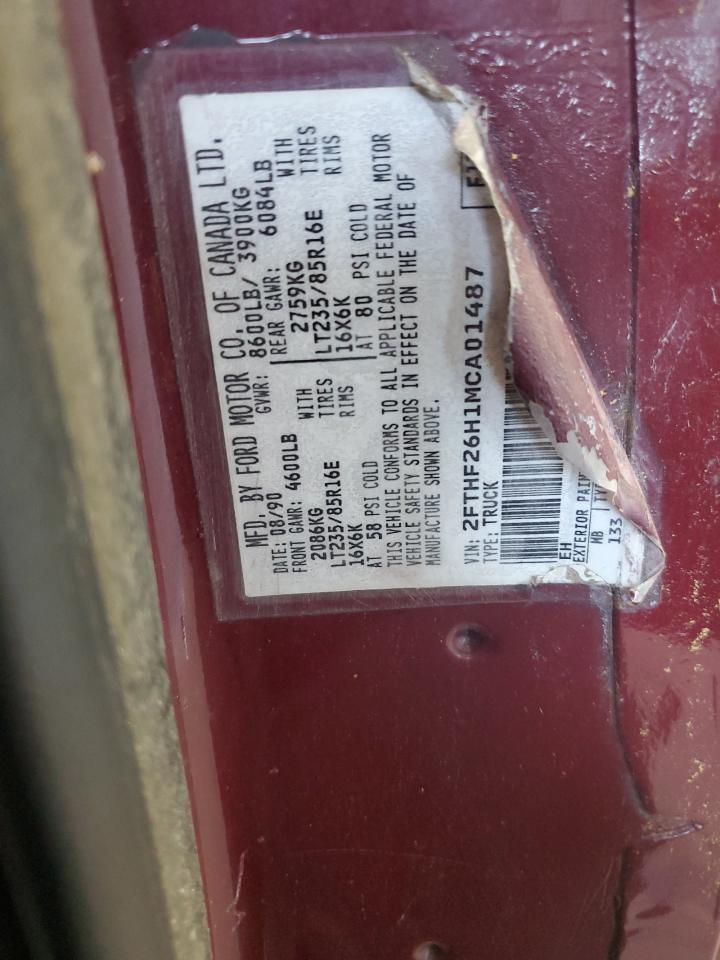 MFD. BY FORD MOTOR CO. OF CANADA LTD.
DATE: 08/90 GVWR: 8600LB/ 3900KG
FRONT GAWR: 4600LB REAR GAWR: 6084LB
2086KG WITH 2759KG WITH
LT235/85R16E TIRES LT235/85R16E TIRES
16X6K RIMS 16X6K RIMS
AT 58 PSI COLD AT 80 PSI COLD
THIS VEHICLE CONFORMS TO ALL APPLICABLE FEDERAL MOTOR
VEHICLE SAFETY STANDARDS IN EFFECT ON THE DATE OF
MANUFACTURE SHOWN ABOVE.
VIN: 2FTHF26H1MCA01487
TYPE: TRUCK
EH
EXTERIOR PAIN
MB
133